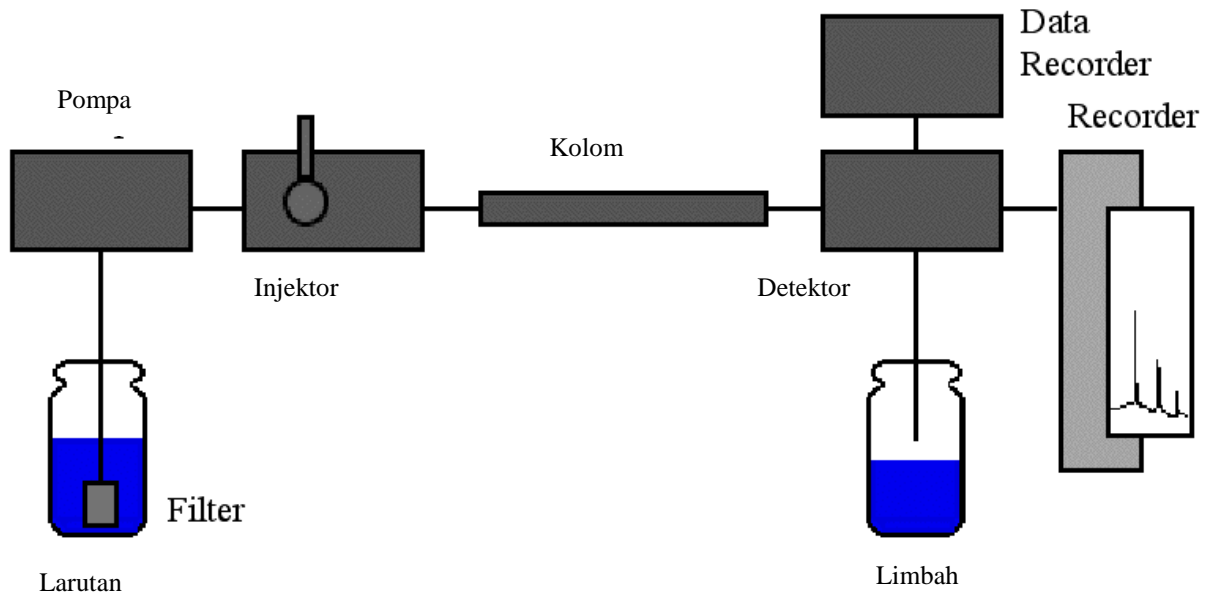 Data
Recorder
Pompa
Recorder
Kolom
Injektor
Detektor
Filter
Larutan
Limbah